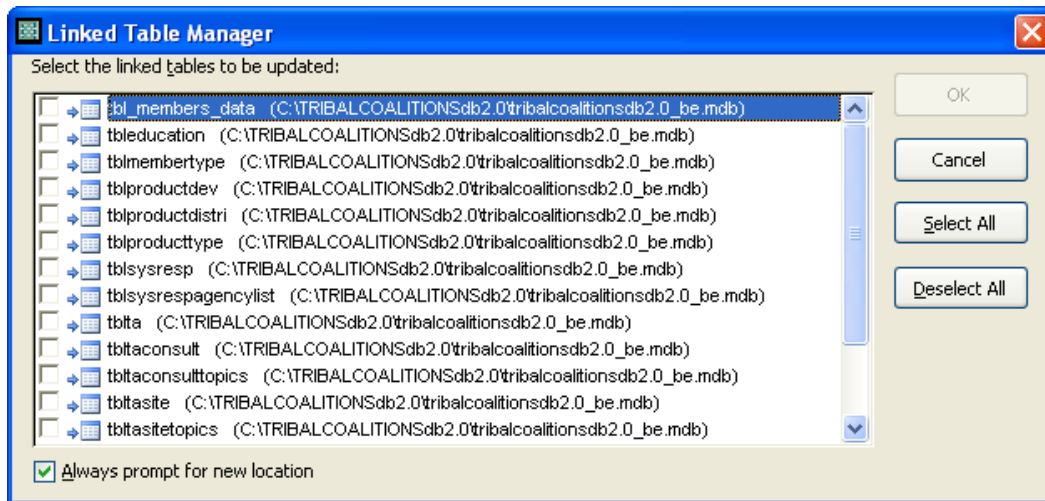 Linked Table Manager
Select the linked tables to be updated:
tbl_members_data (C:\TRIBALCOALITIONSdb2.0\tribalcoalitionsdb2.0_be.mdb)
tbleducation (C:\TRIBALCOALITIONSdb2.0\tribalcoalitionsdb2.0_be.mdb)
tblmembertype (C:\TRIBALCOALITIONSdb2.0\tribalcoalitionsdb2.0_be.mdb)
tblproductdev (C:\TRIBALCOALITIONSdb2.0\tribalcoalitionsdb2.0_be.mdb)
tblproductdistri (C:\TRIBALCOALITIONSdb2.0\tribalcoalitionsdb2.0_be.mdb)
tblproducttype (C:\TRIBALCOALITIONSdb2.0\tribalcoalitionsdb2.0_be.mdb)
tblsysresp (C:\TRIBALCOALITIONSdb2.0\tribalcoalitionsdb2.0_be.mdb)
tblsysrespagencylist (C:\TRIBALCOALITIONSdb2.0\tribalcoalitionsdb2.0_be.mdb)
tblta (C:\TRIBALCOALITIONSdb2.0\tribalcoalitionsdb2.0_be.mdb)
tbltaconsult (C:\TRIBALCOALITIONSdb2.0\tribalcoalitionsdb2.0_be.mdb)
tbltaconsulttopics (C:\TRIBALCOALITIONSdb2.0\tribalcoalitionsdb2.0_be.mdb)
tbltasite (C:\TRIBALCOALITIONSdb2.0\tribalcoalitionsdb2.0_be.mdb)
tbltasitetopics (C:\TRIBALCOALITIONSdb2.0\tribalcoalitionsdb2.0_be.mdb)
Always prompt for new location
OK
Cancel
Select All
Deselect All